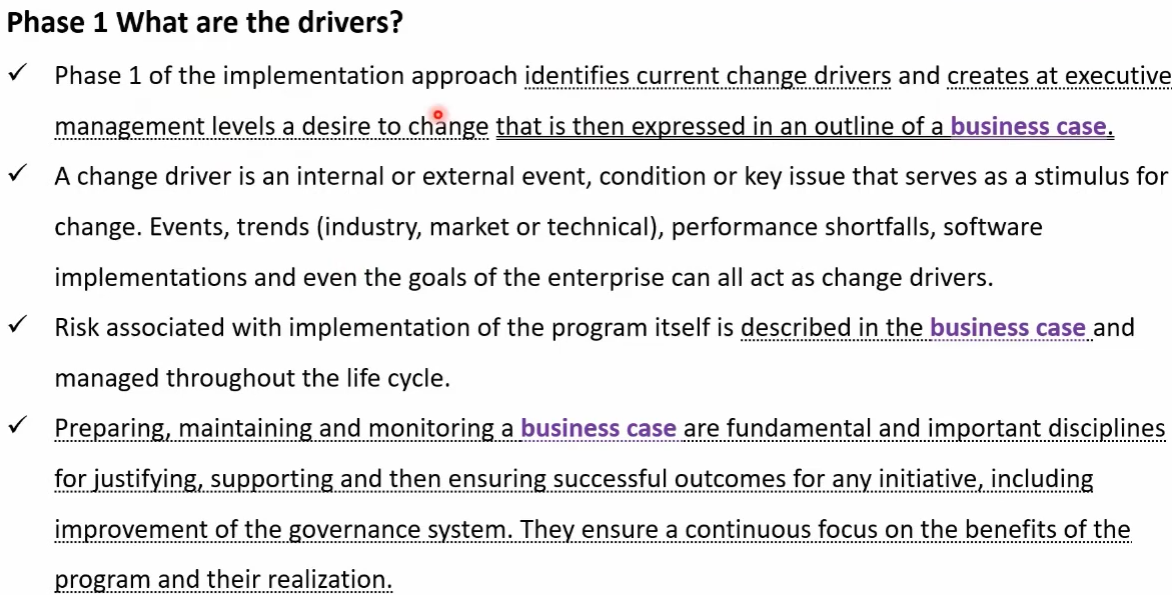 Phase 1 What are the drivers?
✓ Phase 1 of the implementation approach identifies current change drivers and creates at executive
management levels a desire to change that is then expressed in an outline of a business case.
✓ A change driver is an internal or external event, condition or key issue that serves as a stimulus for
change. Events, trends (industry, market or technical), performance shortfalls, software
implementations and even the goals of the enterprise can all act as change drivers.
✓ Risk associated with implementation of the program itself is described in the business case and
managed throughout the life cycle.
✓ Preparing, maintaining and monitoring a business case are fundamental and important disciplines
for justifying, supporting and then ensuring successful outcomes for any initiative, including
improvement of the governance system. They ensure a continuous focus on the benefits of the
program and their realization.